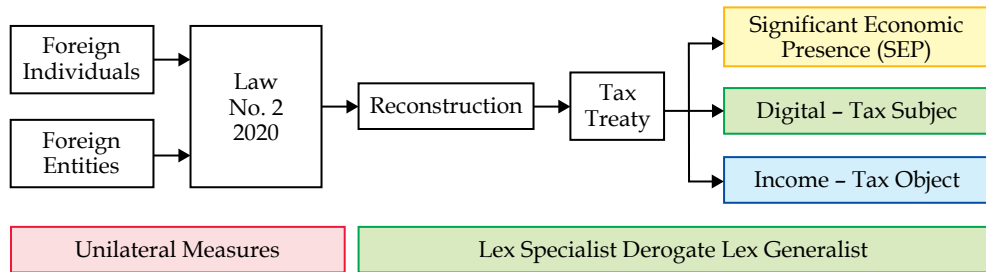 Foreign
Individuals
Foreign
Entities
Law
No. 2
2020
Reconstruction
Tax
Treaty
Significant Economic
Presence (SEP)
Digital – Tax Subjec
Income – Tax Object
Unilateral Measures
Lex Specialist Derogate Lex Generalist